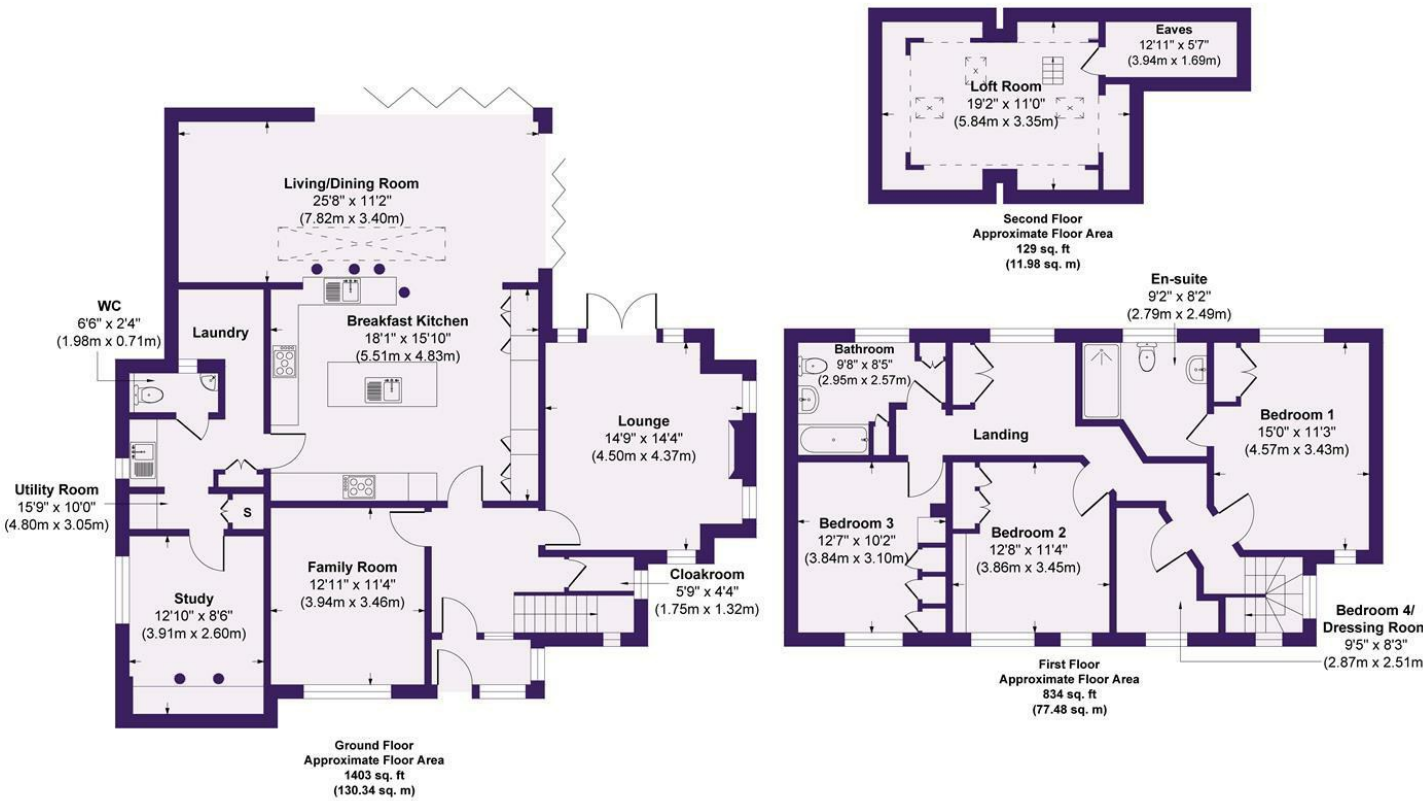 Living/Dining Room
25'8" x 11'2"
(7.82m x 3.40m)
WC
6'6" x 2'4"
(1.98m x 0.71m)
Laundry
Breakfast Kitchen
18'1" x 15'10"
(5.51m x 4.83m)
Lounge
14'9" x 14'4"
(4.50m x 4.37m)
Utility Room
15'9" x 10'0"
(4.80m x 3.05m)
S
Study
12'10" x 8'6"
(3.91m x 2.60m)
Family Room
12'11" x 11'4"
(3.94m x 3.46m)
Cloakroom
5'9" x 4'4"
(1.75m x 1.32m)
Ground Floor
Approximate Floor Area
1403 sq. ft
(130.34 sq. m)
Eaves
12'11" x 5'7"
(3.94m x 1.69m)
Loft Room
19'2" x 11'0"
(5.84m x 3.35m)
Second Floor
Approximate Floor Area
129 sq. ft
(11.98 sq. m)
En-suite
9'2" x 8'2"
(2.79m x 2.49m)
Bathroom
9'8" x 8'5"
(2.95m x 2.57m)
Landing
Bedroom 1
15'0" x 11'3"
(4.57m x 3.43m)
Bedroom 3
12'7" x 10'2"
(3.84m x 3.10m)
Bedroom 2
12'8" x 11'4"
(3.86m x 3.45m)
Bedroom 4/
Dressing Room
9'5" x 8'3"
(2.87m x 2.51m
First Floor
Approximate Floor Area
834 sq. ft
(77.48 sq. m)